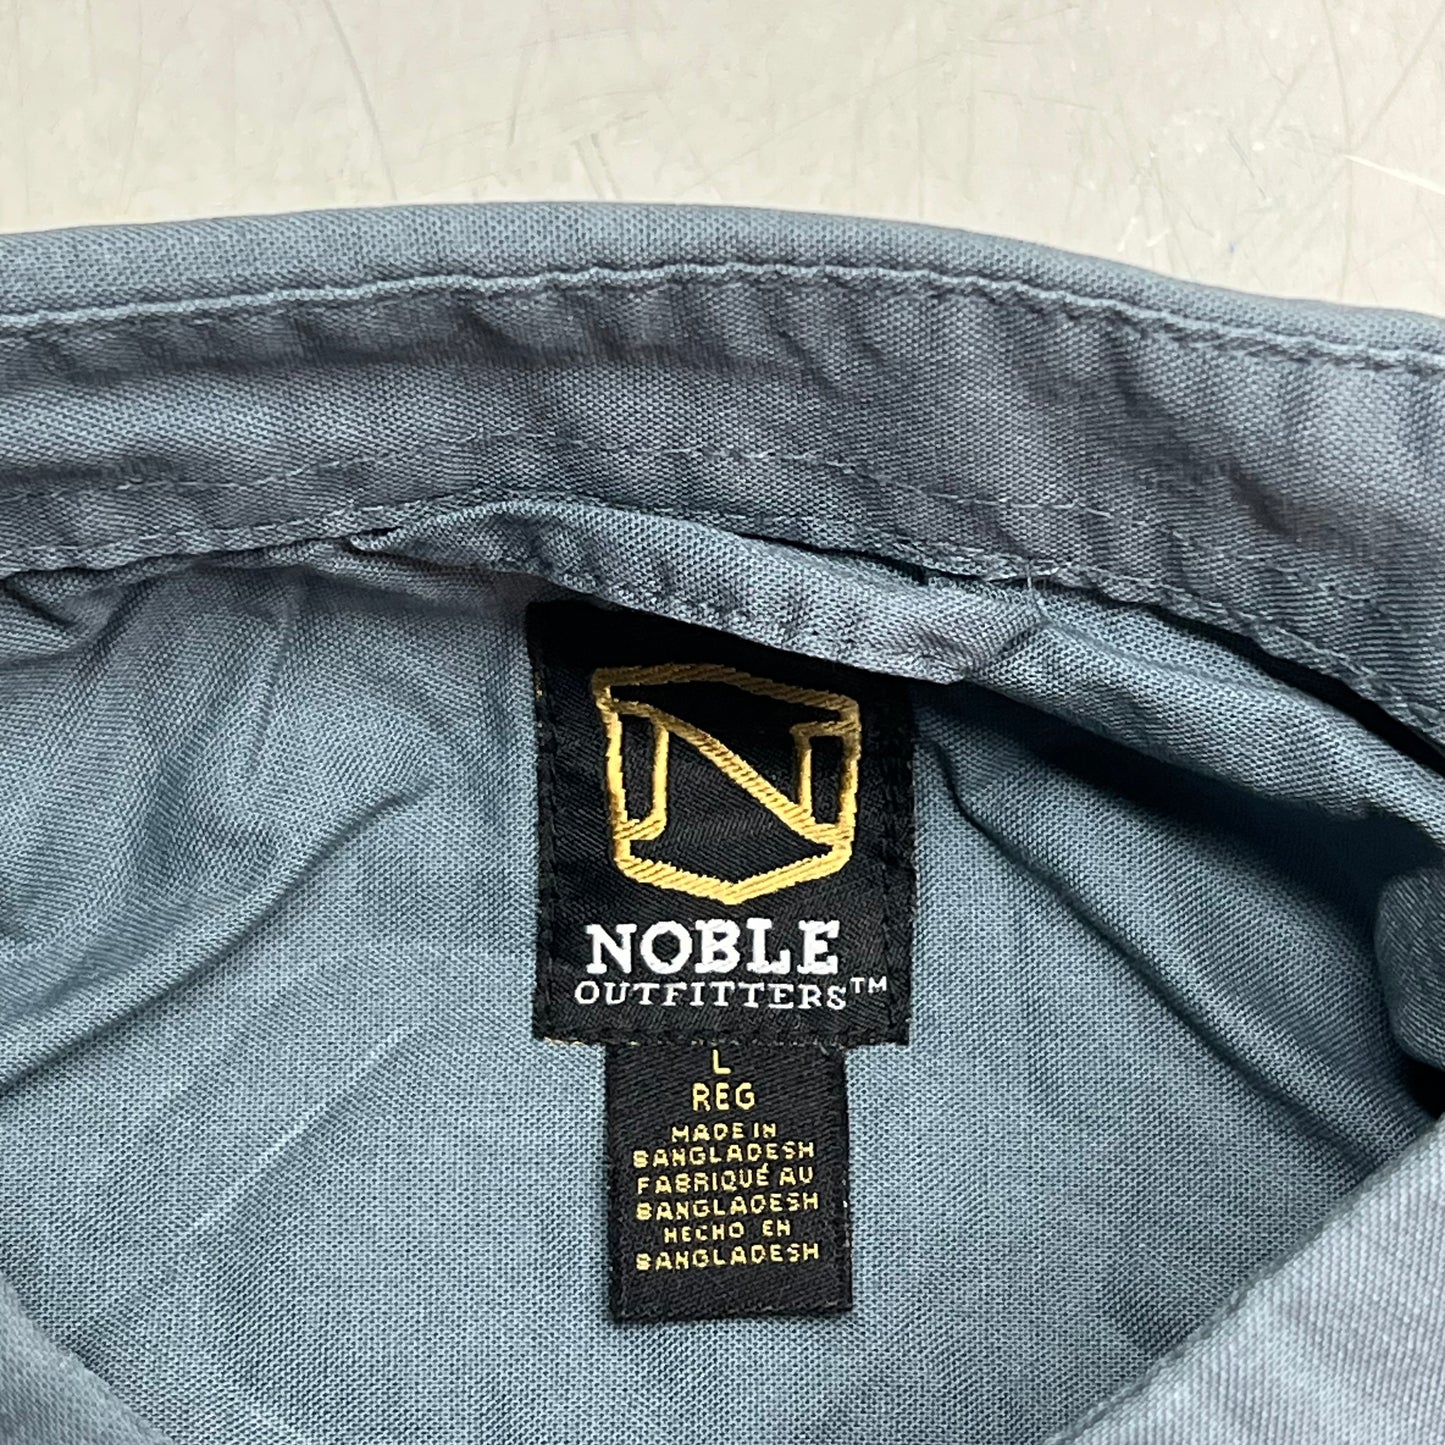 NOBLE
OUTFITTERS™
L
REG
MADE IN
BANGLADESH
FABRIQUÉ AU
BANGLADESH
HECHO EN
BANGLADESH